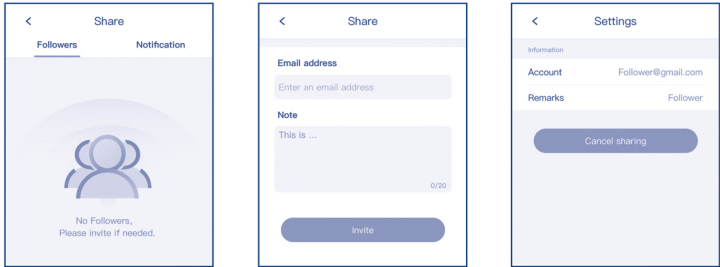 Share
Followers
Notification
No Followers,
Please invite if needed.
Share
Email address
Enter an email address
Note
This is ...
0/20
Invite
Settings
Information
Account
Follower@gmail.com
Remarks
Follower
Cancel sharing